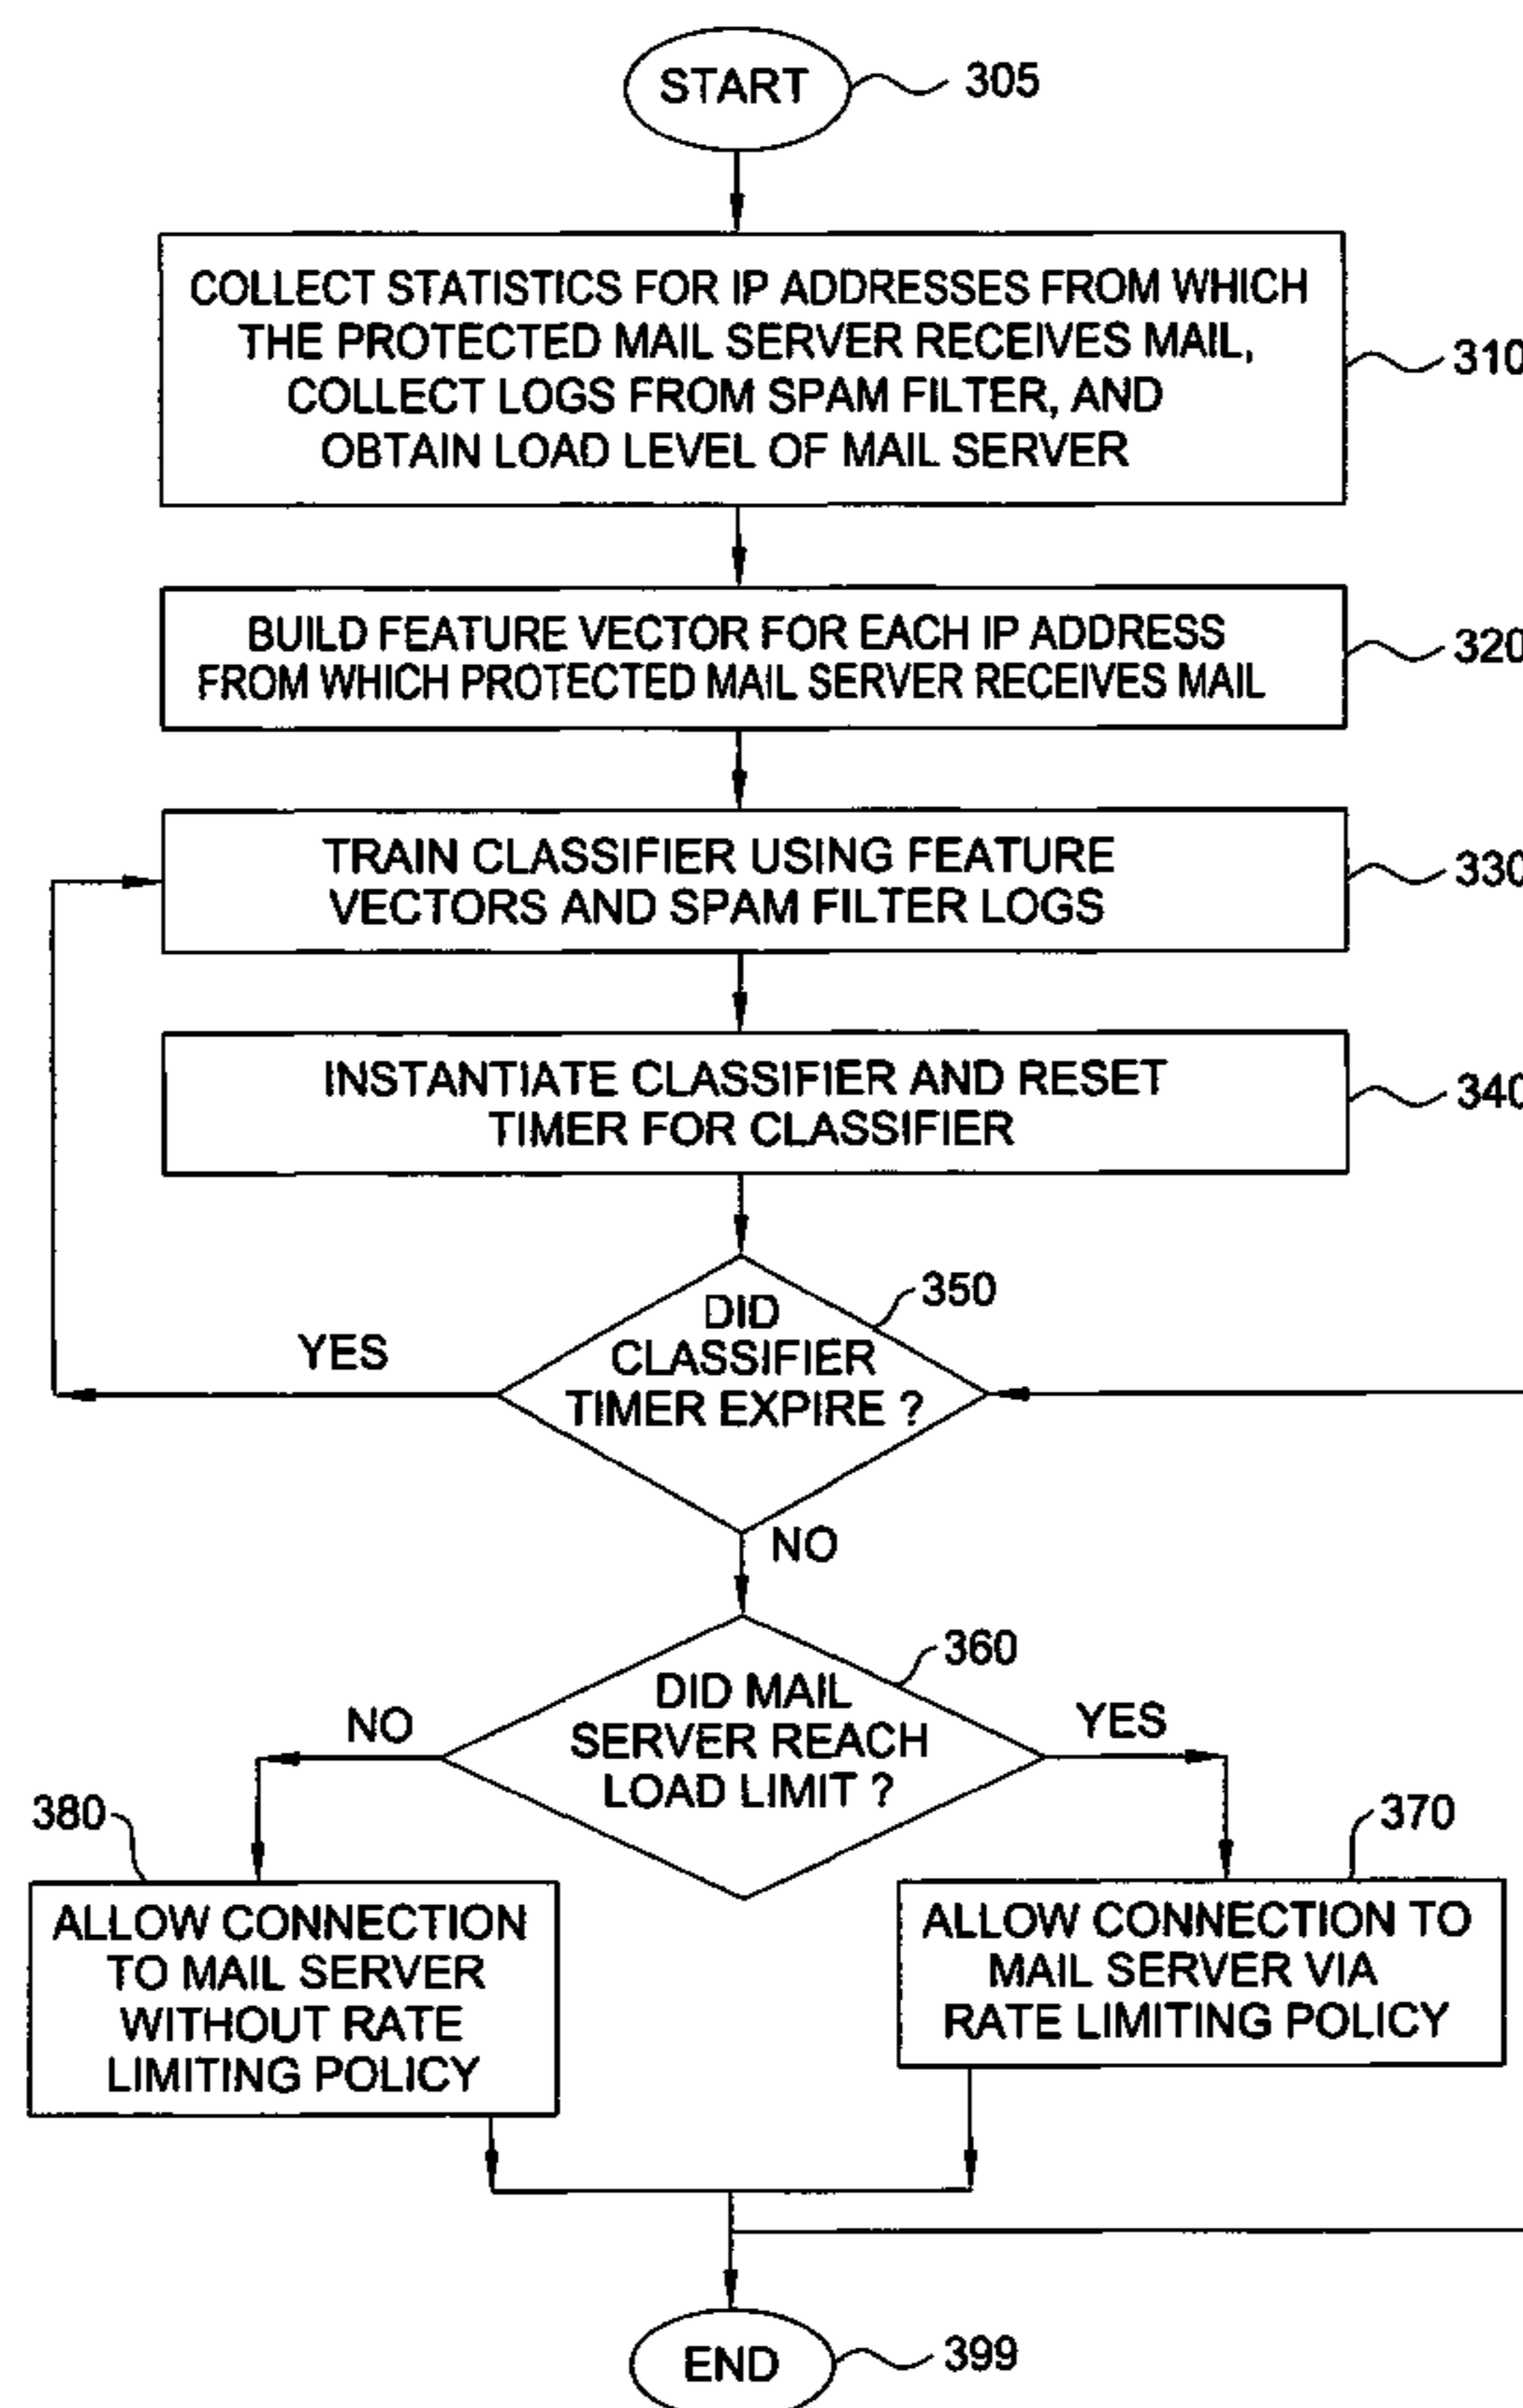 START
305
COLLECT STATISTICS FOR IP ADDRESSES FROM WHICH
THE PROTECTED MAIL SERVER RECEIVES MAIL,
COLLECT LOGS FROM SPAM FILTER, AND
OBTAIN LOAD LEVEL OF MAIL SERVER
310
BUILD FEATURE VECTOR FOR EACH IP ADDRESS
FROM WHICH PROTECTED MAIL SERVER RECEIVES MAIL
320
TRAIN CLASSIFIER USING FEATURE
VECTORS AND SPAM FILTER LOGS
330
INSTANTIATE CLASSIFIER AND RESET
TIMER FOR CLASSIFIER
340
350
DID
CLASSIFIER
TIMER EXPIRE ?
YES
NO
360
DID MAIL
SERVER REACH
LOAD LIMIT ?
NO
YES
380
ALLOW CONNECTION
TO MAIL SERVER
WITHOUT RATE
LIMITING POLICY
370
ALLOW CONNECTION TO
MAIL SERVER VIA
RATE LIMITING POLICY
END
399